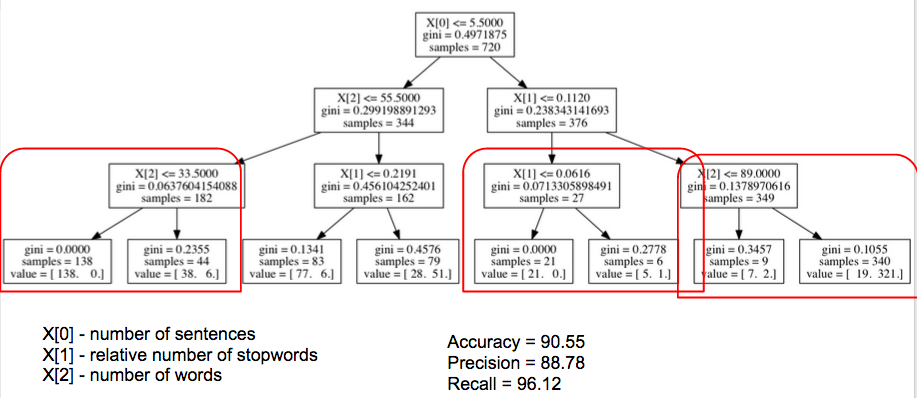 X[0] <= 5.5000
gini = 0.4971875
samples = 720
X[2] <= 55.5000
gini = 0.299198891293
samples = 344
X[1] <= 0.1120
gini = 0.238343141693
samples = 376
X[2] <= 33.5000
gini = 0.0637604154088
samples = 182
X[1] <= 0.2191
gini = 0.456104252401
samples = 162
X[1] <= 0.0616
gini = 0.0713305898491
samples = 27
X[2] <= 89.0000
gini = 0.1378970616
samples = 349
gini = 0.0000
samples = 138
value = [ 138. 0.]
gini = 0.2355
samples = 44
value = [ 38. 6.]
gini = 0.1341
samples = 83
value = [ 77. 6.]
gini = 0.4576
samples = 79
value = [ 28. 51.]
gini = 0.0000
samples = 21
value = [ 21. 0.]
gini = 0.2778
samples = 6
value = [ 5. 1.]
gini = 0.3457
samples = 9
value = [ 7. 2.]
gini = 0.1055
samples = 340
value = [ 19. 321.]
X[0] - number of sentences
X[1] - relative number of stopwords
X[2] - number of words
Accuracy = 90.55
Precision = 88.78
Recall = 96.12